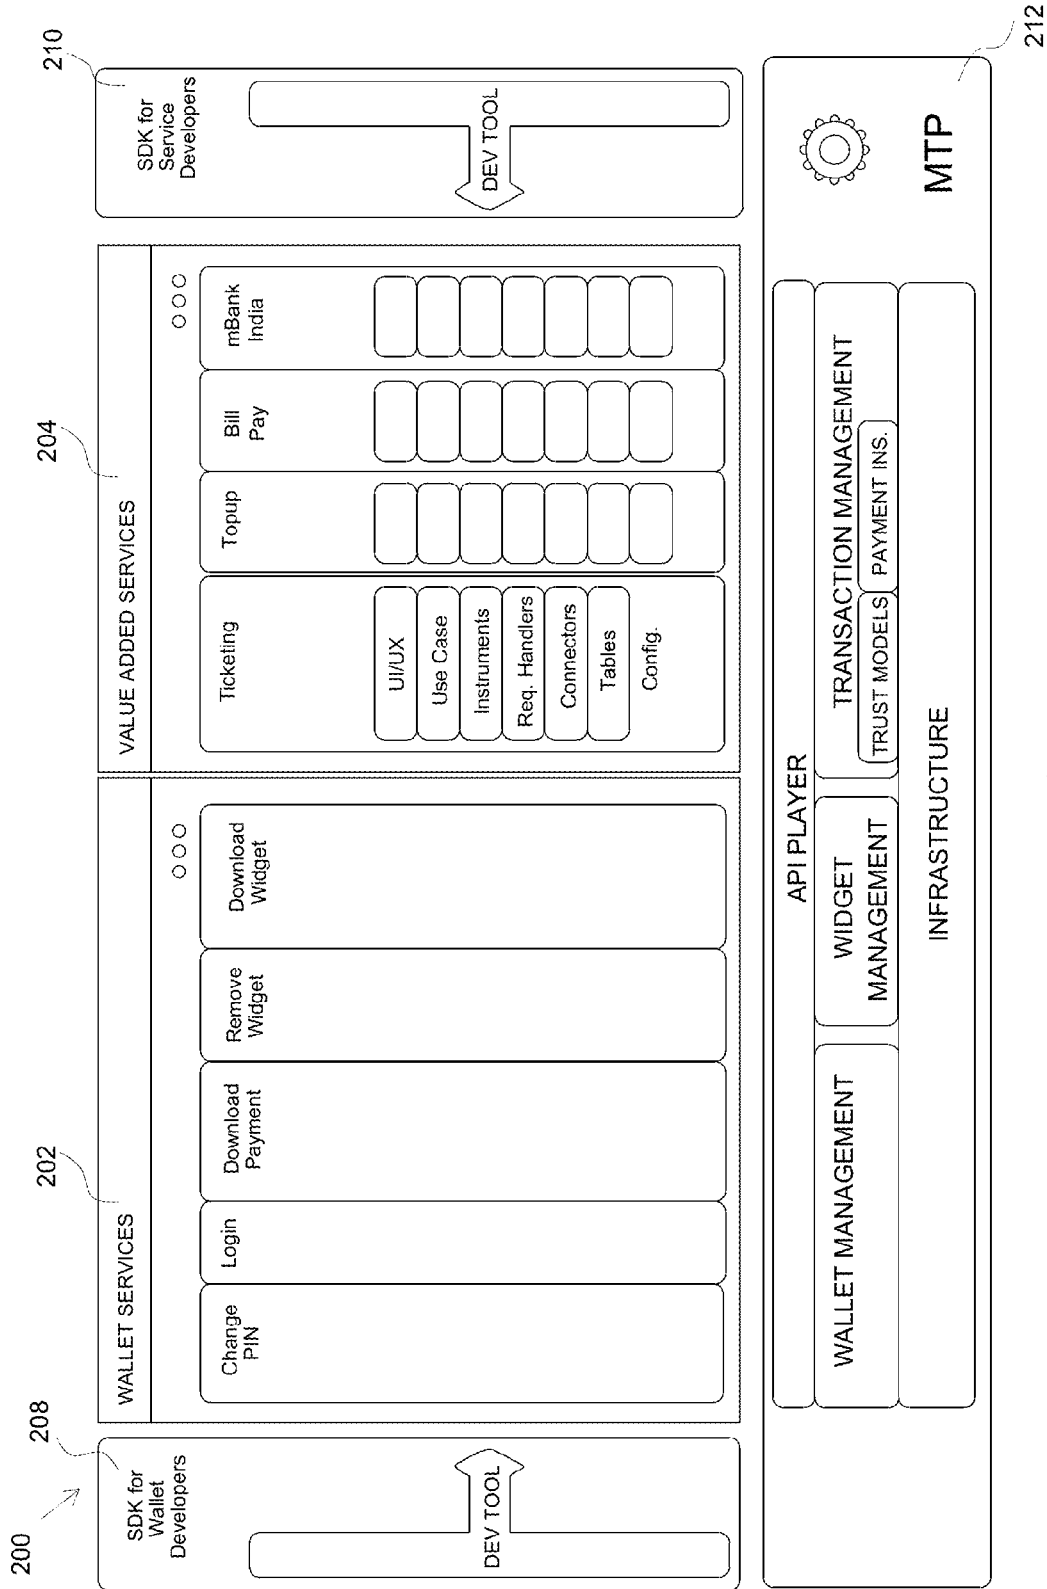 200
208
202
204
210
SDK for
Wallet
Developers
DEV TOOL
WALLET SERVICES
Change
PIN
Login
Download
Payment
Remove
Widget
Download
Widget
VALUE ADDED SERVICES
Ticketing
UI/UX
Use Case
Instruments
Req. Handlers
Connectors
Tables
Config.
Topup
Bill
Pay
mBank
India
SDK for
Service
Developers
DEV TOOL
API PLAYER
WALLET MANAGEMENT
WIDGET
MANAGEMENT
TRANSACTION MANAGEMENT
TRUST MODELS
PAYMENT INS.
INFRASTRUCTURE
MTP
212